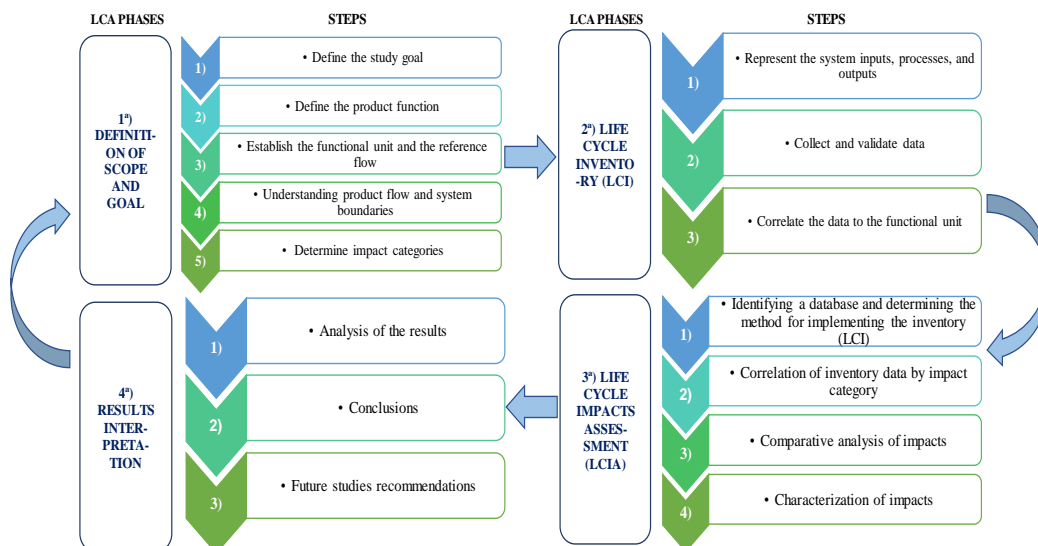 LCA PHASES
STEPS
1ª)
DEFINITI-
ON OF
SCOPE
AND
GOAL
1)
• Define the study goal
2)
• Define the product function
3)
• Establish the functional unit and the reference
flow
4)
• Understanding product flow and system
boundaries
5)
• Determine impact categories
LCA PHASES
STEPS
2ª) LIFE
CYCLE
INVENTO
-RY (LCI)
1)
• Represent the system inputs, processes, and
outputs
2)
• Collect and validate data
3)
• Correlate the data to the functional unit
4ª)
RESULTS
INTER-
PRETA-
TION
1)
• Analysis of the results
2)
• Conclusions
3)
• Future studies recommendations
3ª) LIFE
CYCLE
IMPACTS
ASSES-
SMENT
(LCIA)
1)
• Identifying a database and determining the
method for implementing the inventory
(LCI)
2)
• Correlation of inventory data by impact
category
3)
• Comparative analysis of impacts
4)
• Characterization of impacts